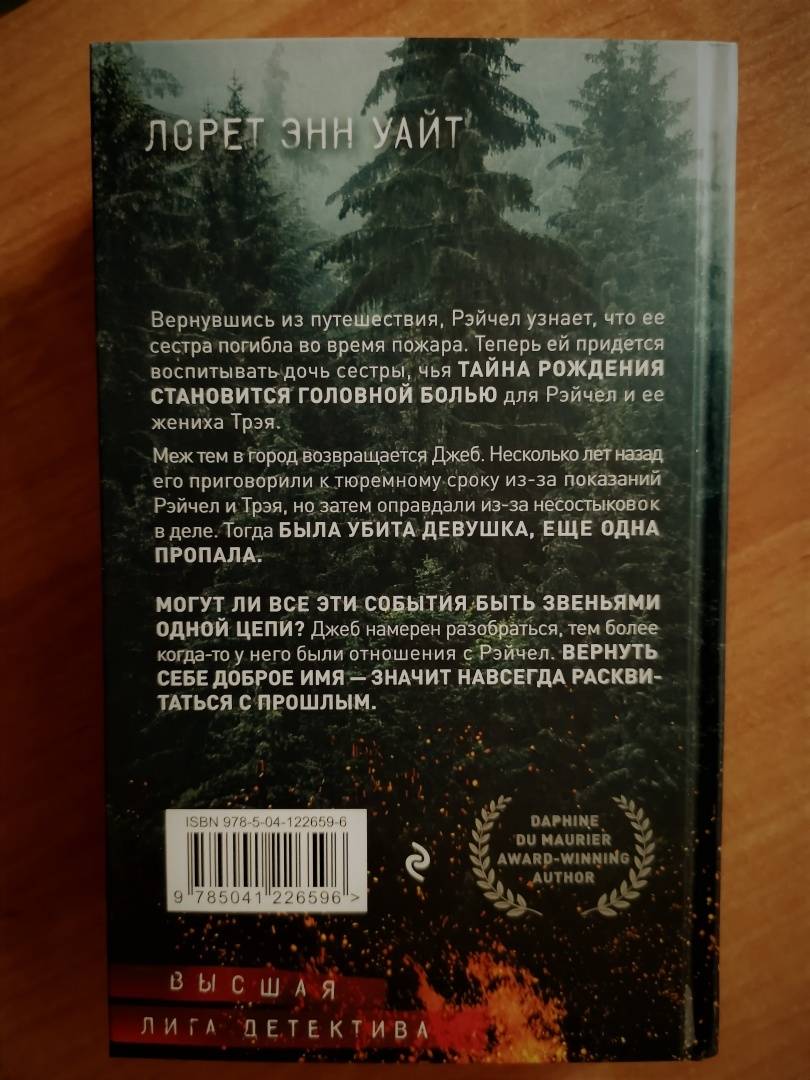 ЛОРЕТ ЭНН УАЙТ
Вернувшись из путешествия, Рэйчел узнает, что ее
сестра погибла во время пожара. Теперь ей придется
воспитывать дочь сестры, чья ТАЙНА РОЖДЕНИЯ
СТАНОВИТСЯ ГОЛОВНОЙ БОЛЬЮ для Рэйчел и ее
жениха Трэя.
Меж тем в город возвращается Джеб. Несколько лет назад
его приговорили к тюремному сроку из-за показаний
Рэйчел и Трэя, но затем оправдали из-за несостыковок
в деле. Тогда БЫЛА УБИТА ДЕВУШКА, ЕЩЕ ОДНА
ПРОПАЛА.
МОГУТ ЛИ ВСЕ ЭТИ СОБЫТИЯ БЫТЬ ЗВЕНЬЯМИ
ОДНОЙ ЦЕПИ? Джеб намерен разобраться, тем более
когда-то у него были отношения с Рэйчел. ВЕРНУТЬ
СЕБЕ ДОБРОЕ ИМЯ — ЗНАЧИТ НАВСЕГДА РАСКВИ-
ТАТЬСЯ С ПРОШЛЫМ.
ISBN 978-5-04-122659-6
9 785041 226596 >
DAPHNE
DU MAURIER
AWARD-WINNING
AUTHOR
ВЫСШАЯ
ЛИГА ДЕТЕКТИВА